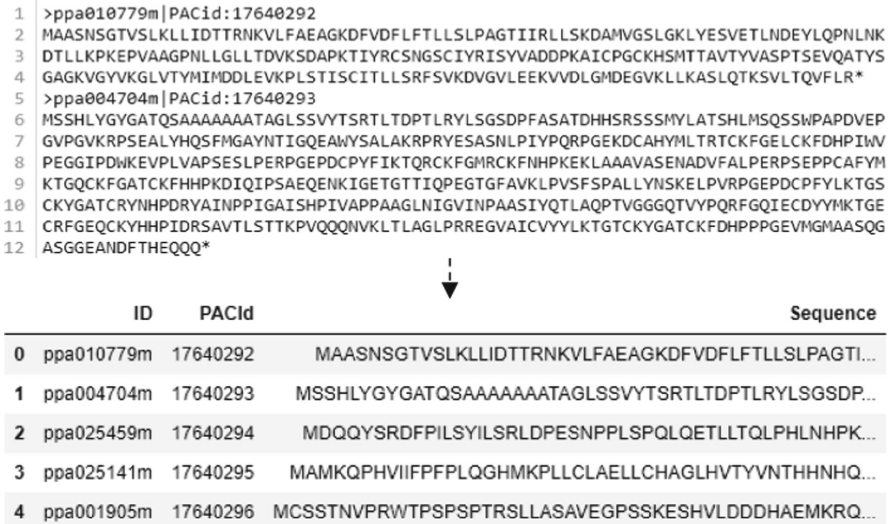 1 >ppa010779m|PACid:17640292
2 MAASNSGTVSLKLLIDTTRNKVLFAEAGKDFVDFLFTLLSLPAGTIIRLLSKDAMVGSLGKLYESVETLNDEYLQPNLNK
3 DTLLKPKEPVAAGPNLLGLLTDVKSDAPKTIYRCSNGSCIYRISYVADDPKAICPGCKHSMTTAVTYVASPTSEVQATYS
4 GAGKVGYVKGLVTYMIMDDLEVKPLSTISCITLLSRFSVKDVGVLEEKVVDLGMDEGVKLLKASLQTKSVLTQVFLR*
5 >ppa004704m|PACid:17640293
6 MSSHLYGYGATQSAAAAAAATAGLSSVYTSRTLTDPTLRYLSGSDPFASATDHHSRSSSMYLATSHLMSQSSWPAPDVEP
7 GVPGVKRPSEALYHQSFMGAYNTIGQEAWYSALAKRPRYESASNLPIYPQRPGEKDCAHYMLTRTCKFGELCKFDHPIWV
8 PEGGIPDWKEVPLVAPSESLPERPGEPDCPYFIKTQRCKFGMRCKFNHPKEKLAAAVASENADVFALPERPSEPPCAFYM
9 KTGQCKFGATCKFHHPKDIQIPSAEQENKIGETGTTIQPEGTGFAVKLPVSFSPALLYNSKELPVRPGEPDCPFYLKTGS
10 CKYGATCRYNHPDRYAINPPIGAISHPIVAPPAAGLNIGVINPAASIYQTLAQPTVGGGQTVYPQRFGQIECDYYMKTGE
11 CRFGEQCKYHHPIDRSAVTLSTTKPVQQQNVKLTLAGLPRREGVAICVYYLKTGTCKYGATCKFDHPPPGEVMGMAASQG
12 ASGGEANDFTHEQQQ*
ID PACId Sequence
0 ppa010779m 17640292 MAASNSGTVSLKLLIDTTRNKVLFAEAGKDFVDFLFTLLSLPAGTI...
1 ppa004704m 17640293 MSSHLYGYGATQSAAAAAAATAGLSSVYTSRTLTDPTLRYLSGSDP...
2 ppa025459m 17640294 MDQQYSRDFPILSYILSRLDPESNPPLSPQLQETLLTQLPHLNHPK...
3 ppa025141m 17640295 MAMKQPHVIIFPFPLQGHMKPLLCLAELLCHAGLHVTYVNTHHNHQ...
4 ppa001905m 17640296 MCSSTNVPRWTPSPSPTRSLLASAVEGPSSKESHVLDDDHAEMKRQ...